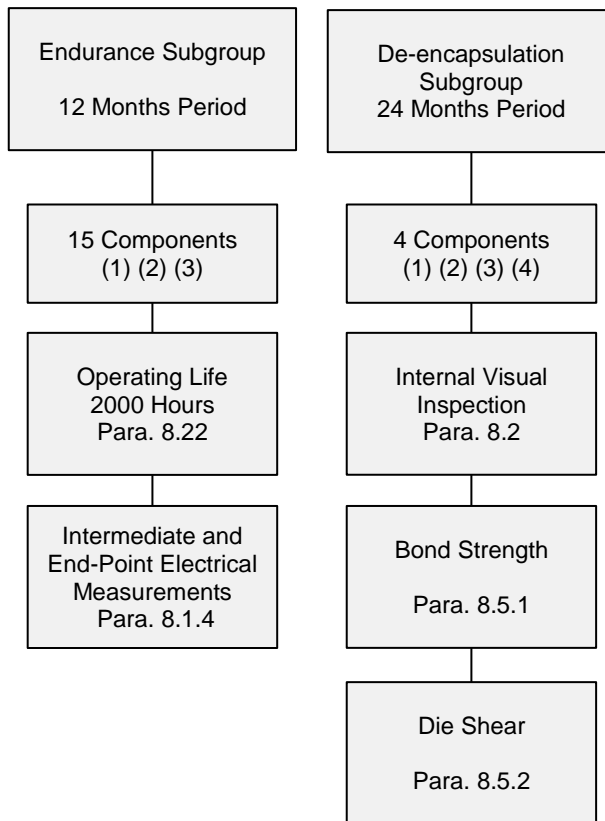 Endurance Subgroup
12 Months Period
15 Components
(1) (2) (3)
Operating Life
2000 Hours
Para. 8.22
Intermediate and
End-Point Electrical
Measurements
Para. 8.1.4
De-encapsulation
Subgroup
24 Months Period
4 Components
(1) (2) (3) (4)
Internal Visual
Inspection
Para. 8.2
Bond Strength
Para. 8.5.1
Die Shear
Para. 8.5.2